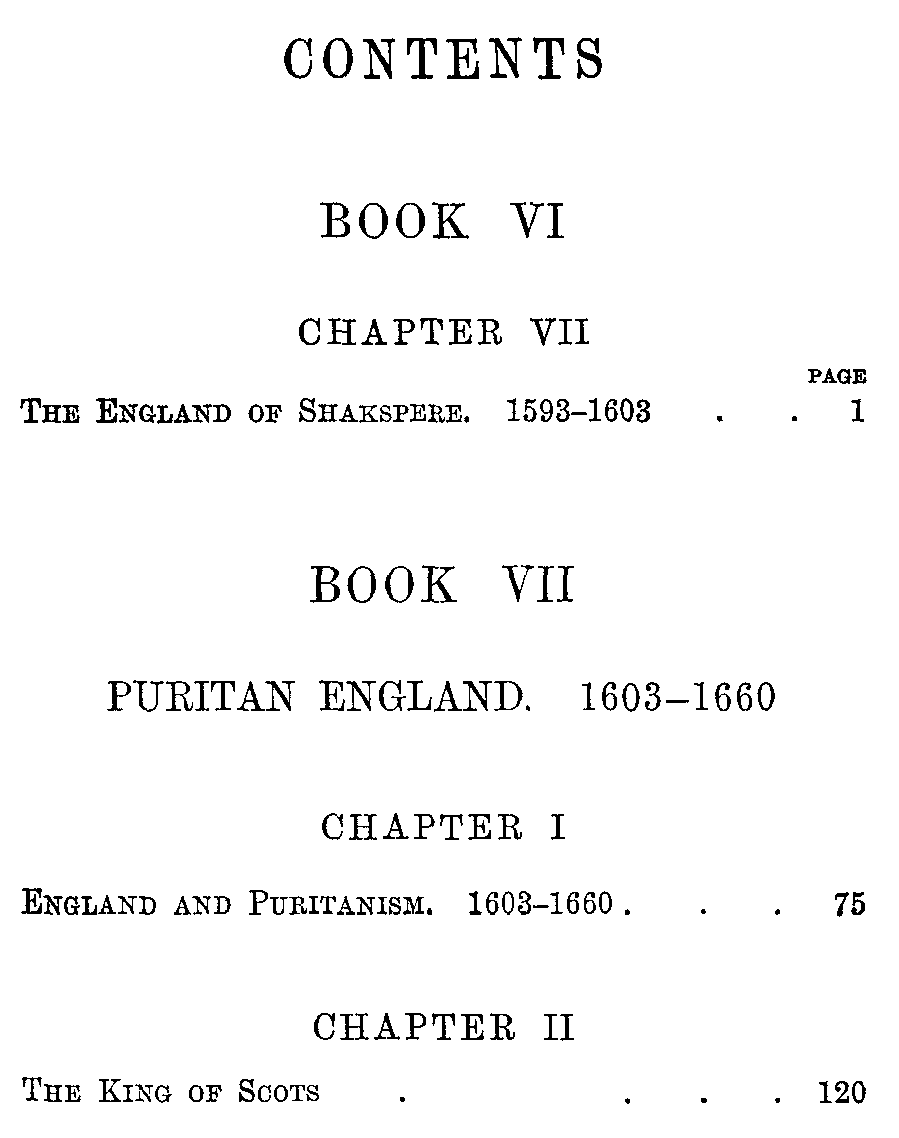 CONTENTS
BOOK VI
CHAPTER VII
PAGE
THE ENGLAND OF SHAKSPERE. 1593–1603 . . 1
BOOK VII
PURITAN ENGLAND. 1603–1660
CHAPTER I
ENGLAND AND PURITANISM. 1603–1660 . . . 75
CHAPTER II
THE KING OF SCOTS . . . . 120